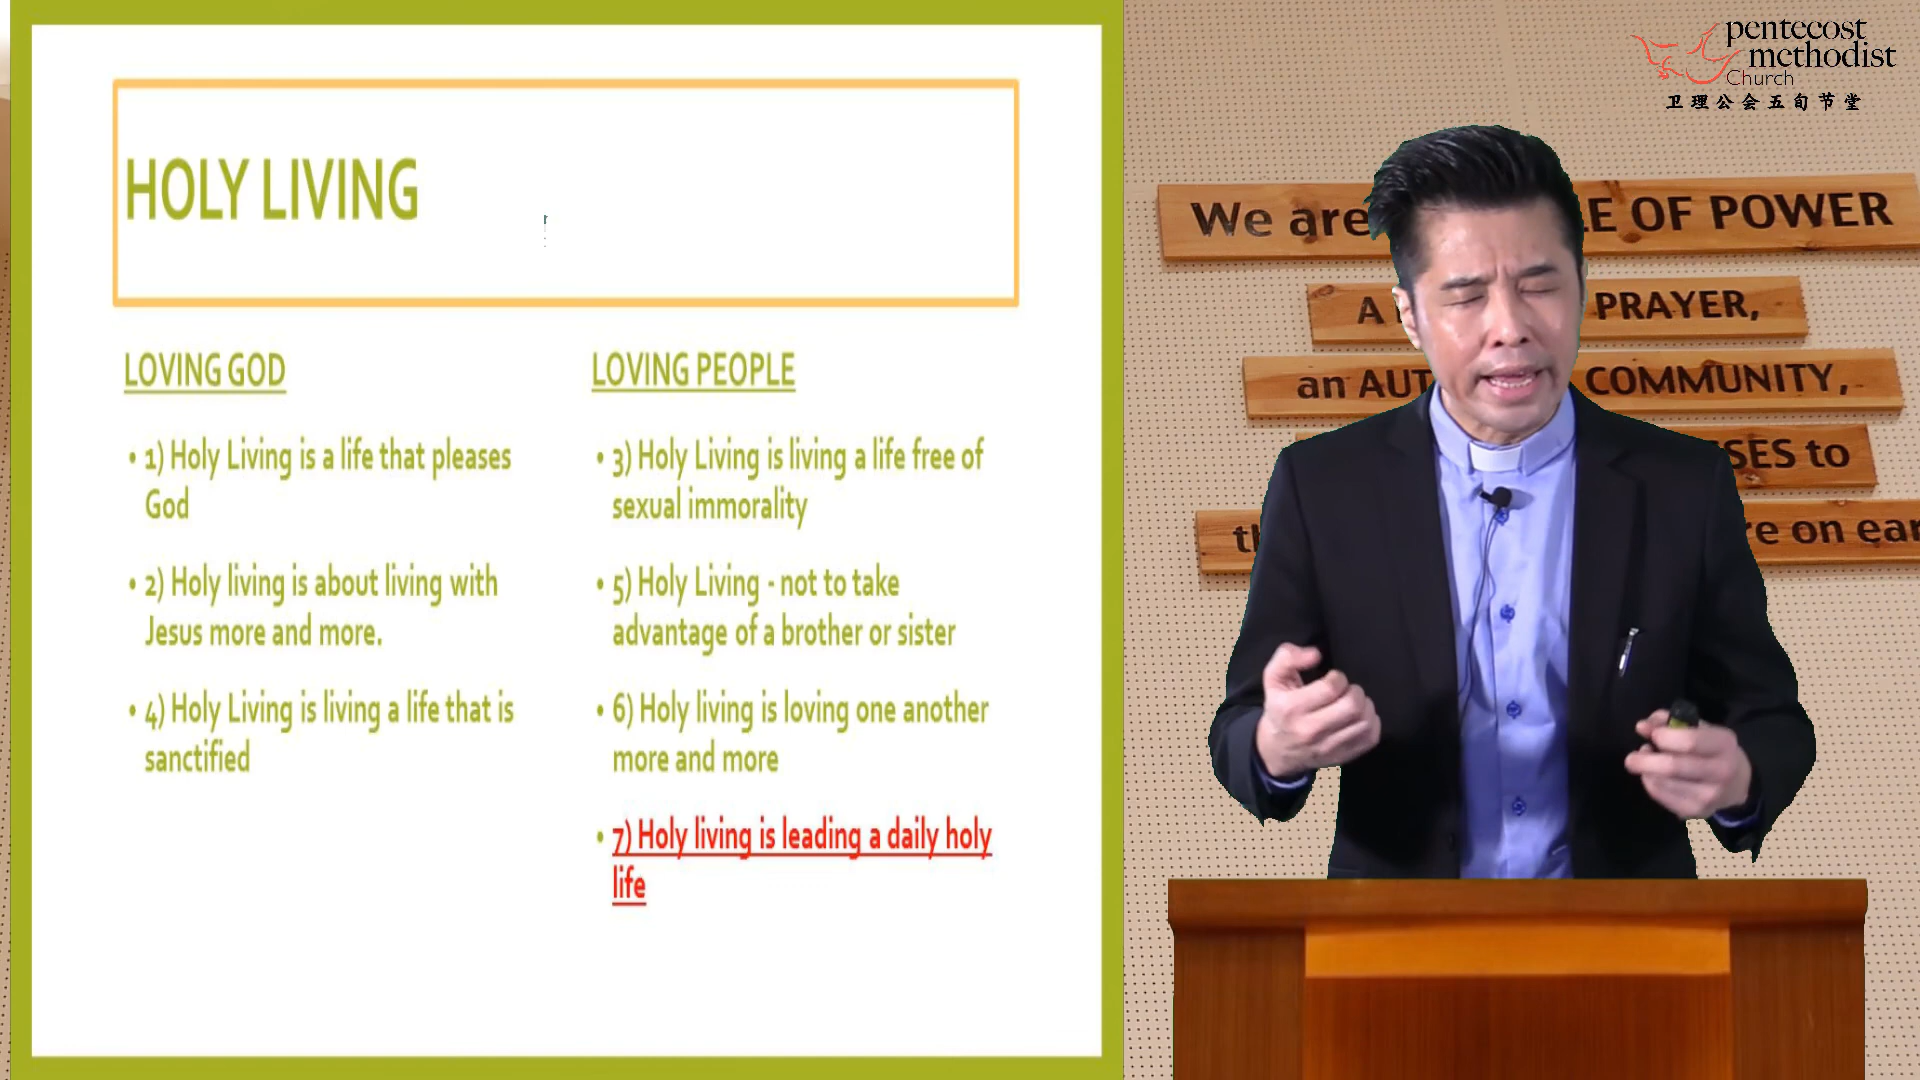 HOLY LIVING
LOVING GOD
• 1) Holy Living is a life that pleases
God
• 2) Holy living is about living with
Jesus more and more.
• 4) Holy Living is living a life that is
sanctified
LOVING PEOPLE
• 3) Holy Living is living a life free of
sexual immorality
• 5) Holy Living - not to take
advantage of a brother or sister
• 6) Holy living is loving one another
more and more
• 7) Holy living is leading a daily holy
life
pentecost
methodist
Church
卫理公会五旬节堂
We are OF POWER
A PRAYER,
an COMMUNITY,
to
on